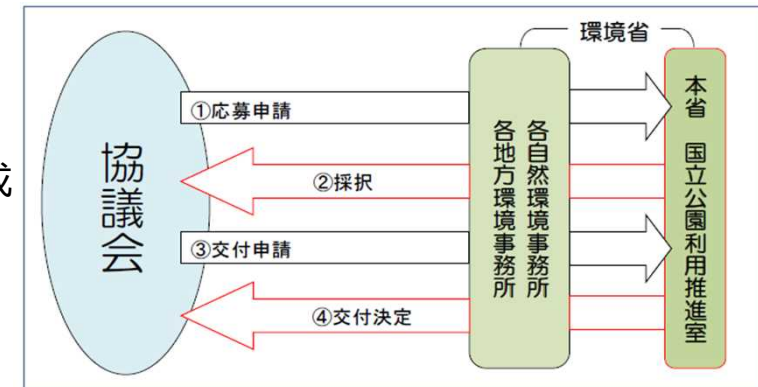 環境省
協議会
①応募申請
②採択
③交付申請
④交付決定
各自然環境事務所
各地方環境事務所
本省 国立公園利用推進室